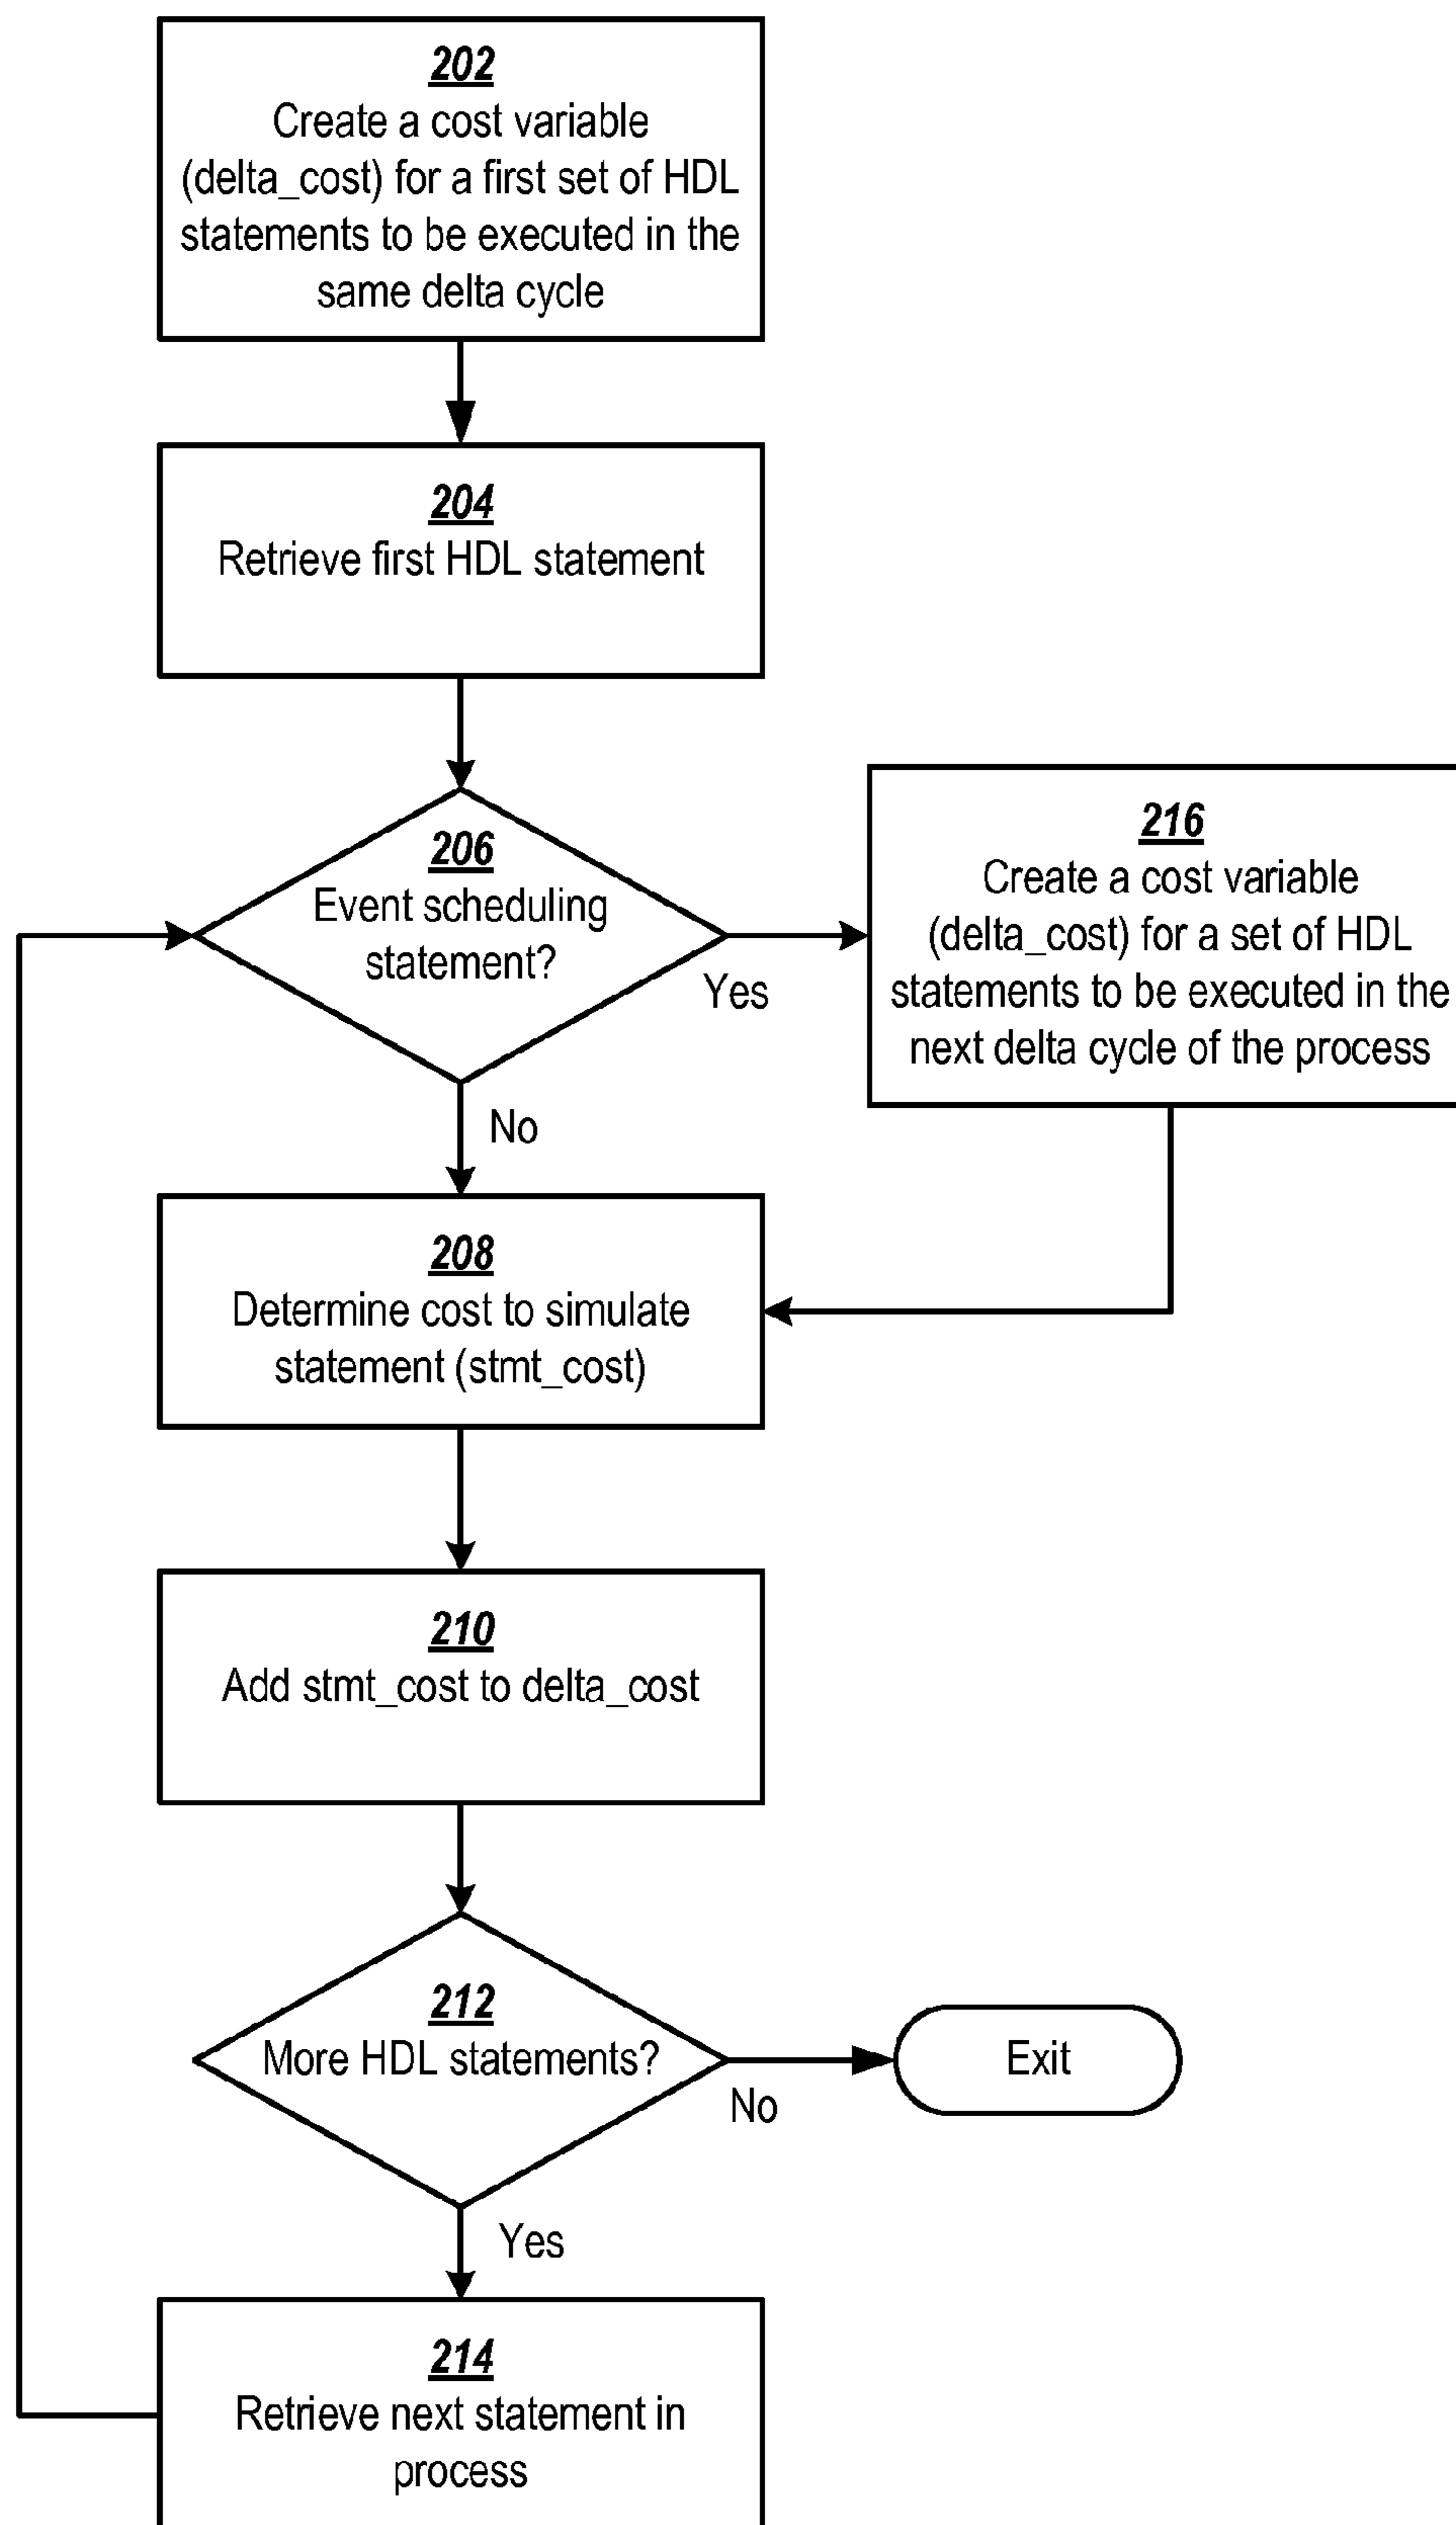 202
Create a cost variable
(delta_cost) for a first set of HDL
statements to be executed in the
same delta cycle
204
Retrieve first HDL statement
206
Event scheduling
statement?
Yes
216
Create a cost variable
(delta_cost) for a set of HDL
statements to be executed in the
next delta cycle of the process
No
208
Determine cost to simulate
statement (stmt_cost)
210
Add stmt_cost to delta_cost
212
More HDL statements?
No
Exit
Yes
214
Retrieve next statement in
process